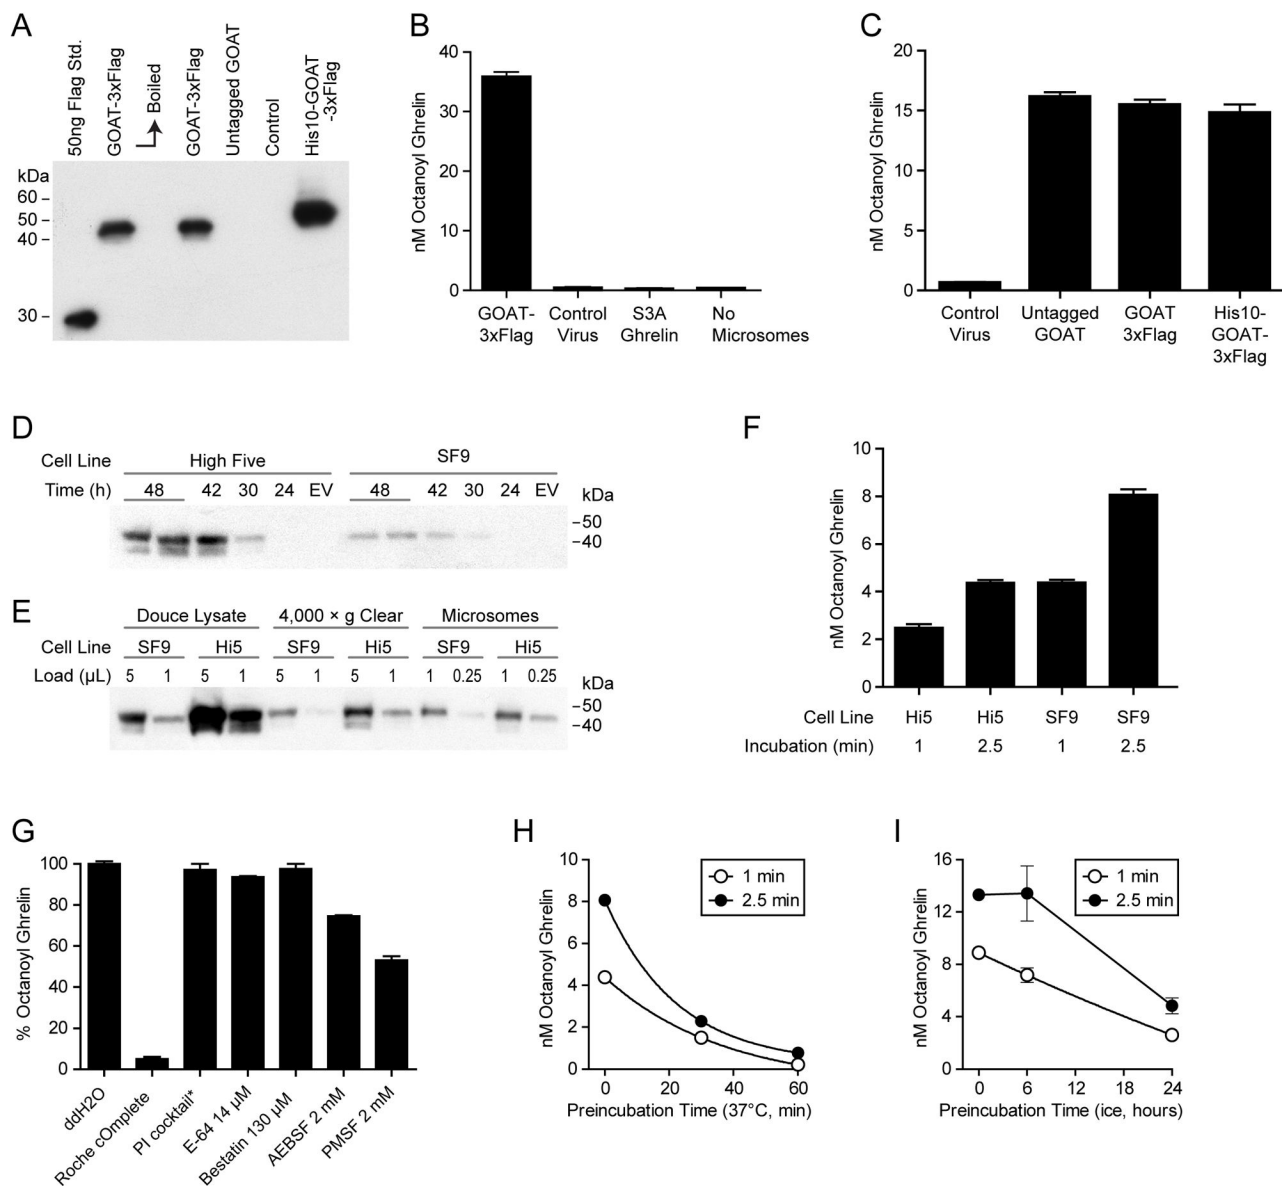 A
50ng Flag Std.
GOAT-3xFlag
Boiled
GOAT-3xFlag
Untagged GOAT
Control
His10-GOAT
-3xFlag
kDa
60
50
40
30
B
nM Octanoyl Ghrelin
40
30
20
10
0
GOAT-
3xFlag
Control
Virus
S3A
Ghrelin
No
Microsomes
C
nM Octanoyl Ghrelin
20
15
10
5
0
Control
Virus
Untagged
GOAT
GOAT
3xFlag
His10-
GOAT-
3xFlag
D
Cell Line High Five SF9
Time (h) 48 42 30 24 EV 48 42 30 24 EV
kDa
50
40
E
Douce Lysate 4,000 × g Clear Microsomes
Cell Line SF9 Hi5 SF9 Hi5 SF9 Hi5
Load (µL) 5 1 5 1 5 1 5 1 1 0.25 1 0.25
kDa
50
40
F
nM Octanoyl Ghrelin
10
8
6
4
2
0
Cell Line Hi5 Hi5 SF9 SF9
Incubation (min) 1 2.5 1 2.5
G
% Octanoyl Ghrelin
100
80
60
40
20
0
ddH2O
Roche cOmplete
PI cocktail*
E-64 14 µM
Bestatin 130 µM
AEBSF 2 mM
PMSF 2 mM
H
nM Octanoyl Ghrelin
10
8
6
4
2
0
1 min
2.5 min
0 20 40 60
Preincubation Time (37°C, min)
I
nM Octanoyl Ghrelin
16
12
8
4
0
1 min
2.5 min
0 6 12 18 24
Preincubation Time (ice, hours)